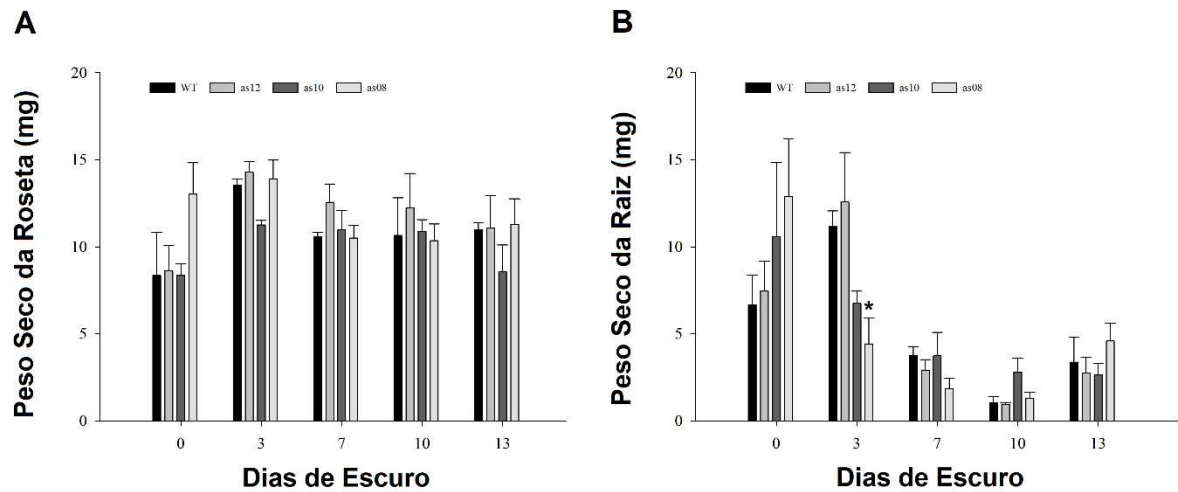 A
Peso Seco da Roseta (mg)
20
15
10
5
0
WT as12 as10 as08
0 3 7 10 13
Dias de Escuro
B
Peso Seco da Raiz (mg)
20
15
10
5
0
WT as12 as10 as08
*
0 3 7 10 13
Dias de Escuro